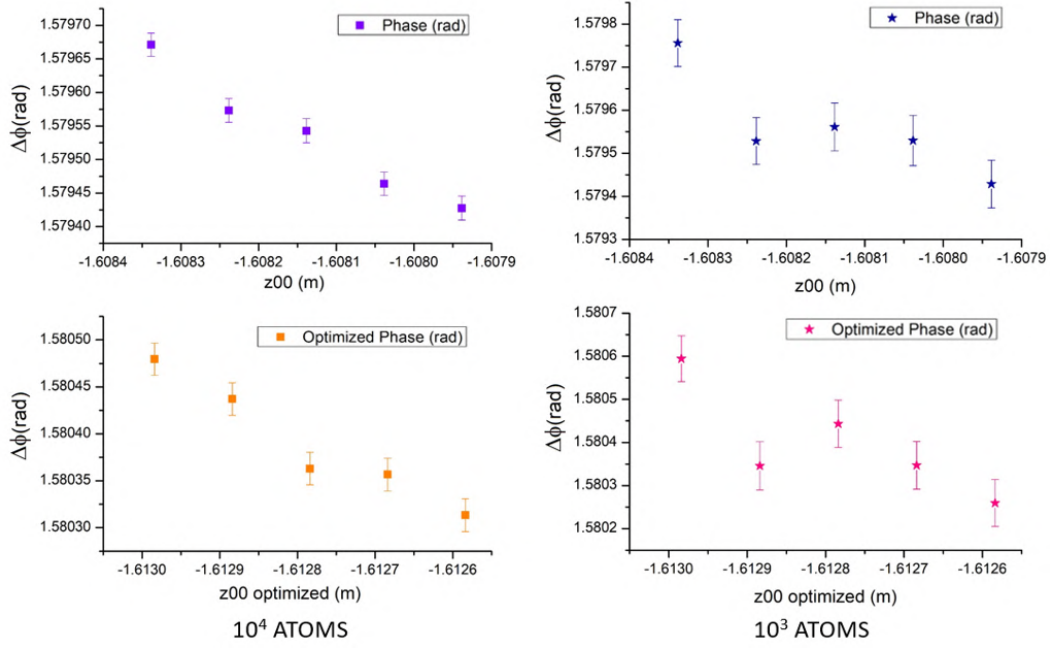 Phase (rad)
Δϕ(rad)
1.57970
1.57965
1.57960
1.57955
1.57950
1.57945
1.57940
-1.6084 -1.6083 -1.6082 -1.6081 -1.6080 -1.6079
z00 (m)
Phase (rad)
Δϕ(rad)
1.5798
1.5797
1.5796
1.5795
1.5794
1.5793
-1.6084 -1.6083 -1.6082 -1.6081 -1.6080 -1.6079
z00 (m)
Optimized Phase (rad)
Δϕ(rad)
1.58050
1.58045
1.58040
1.58035
1.58030
-1.6130 -1.6129 -1.6128 -1.6127 -1.6126
z00 optimized (m)
10⁴ ATOMS
Optimized Phase (rad)
Δϕ(rad)
1.5807
1.5806
1.5805
1.5804
1.5803
1.5802
-1.6130 -1.6129 -1.6128 -1.6127 -1.6126
z00 optimized (m)
10³ ATOMS